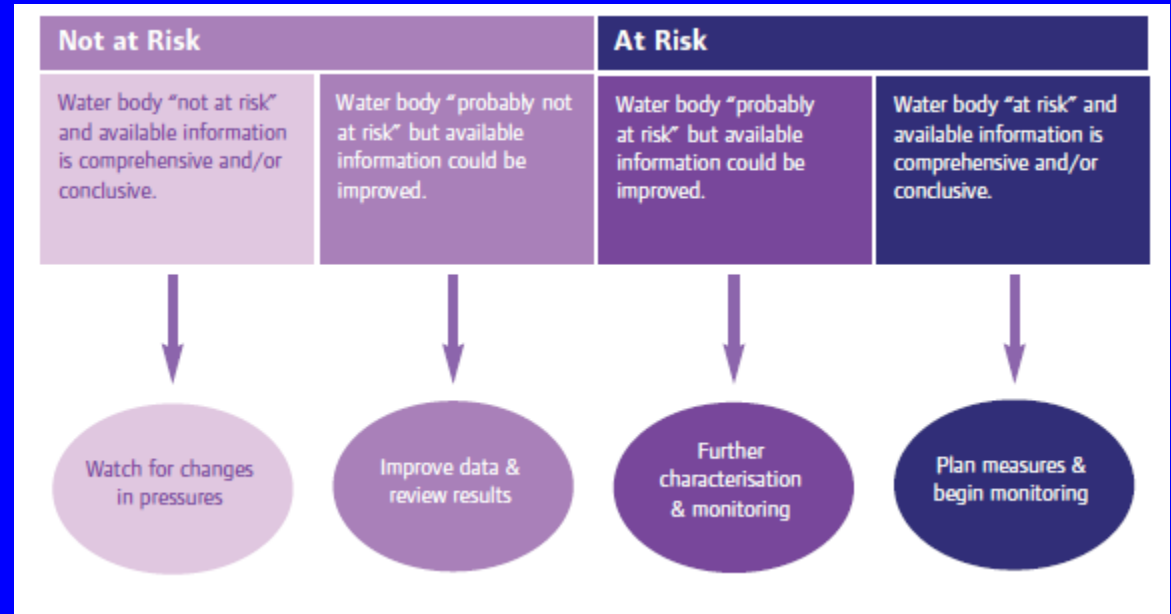 Not at Risk
At Risk
Water body “not at risk”
and available information
is comprehensive and/or
conclusive.
Water body “probably not
at risk” but available
information could be
improved.
Water body “probably
at risk” but available
information could be
improved.
Water body “at risk” and
available information is
comprehensive and/or
conclusive.
Watch for changes
in pressures
Improve data &
review results
Further
characterisation
& monitoring
Plan measures &
begin monitoring